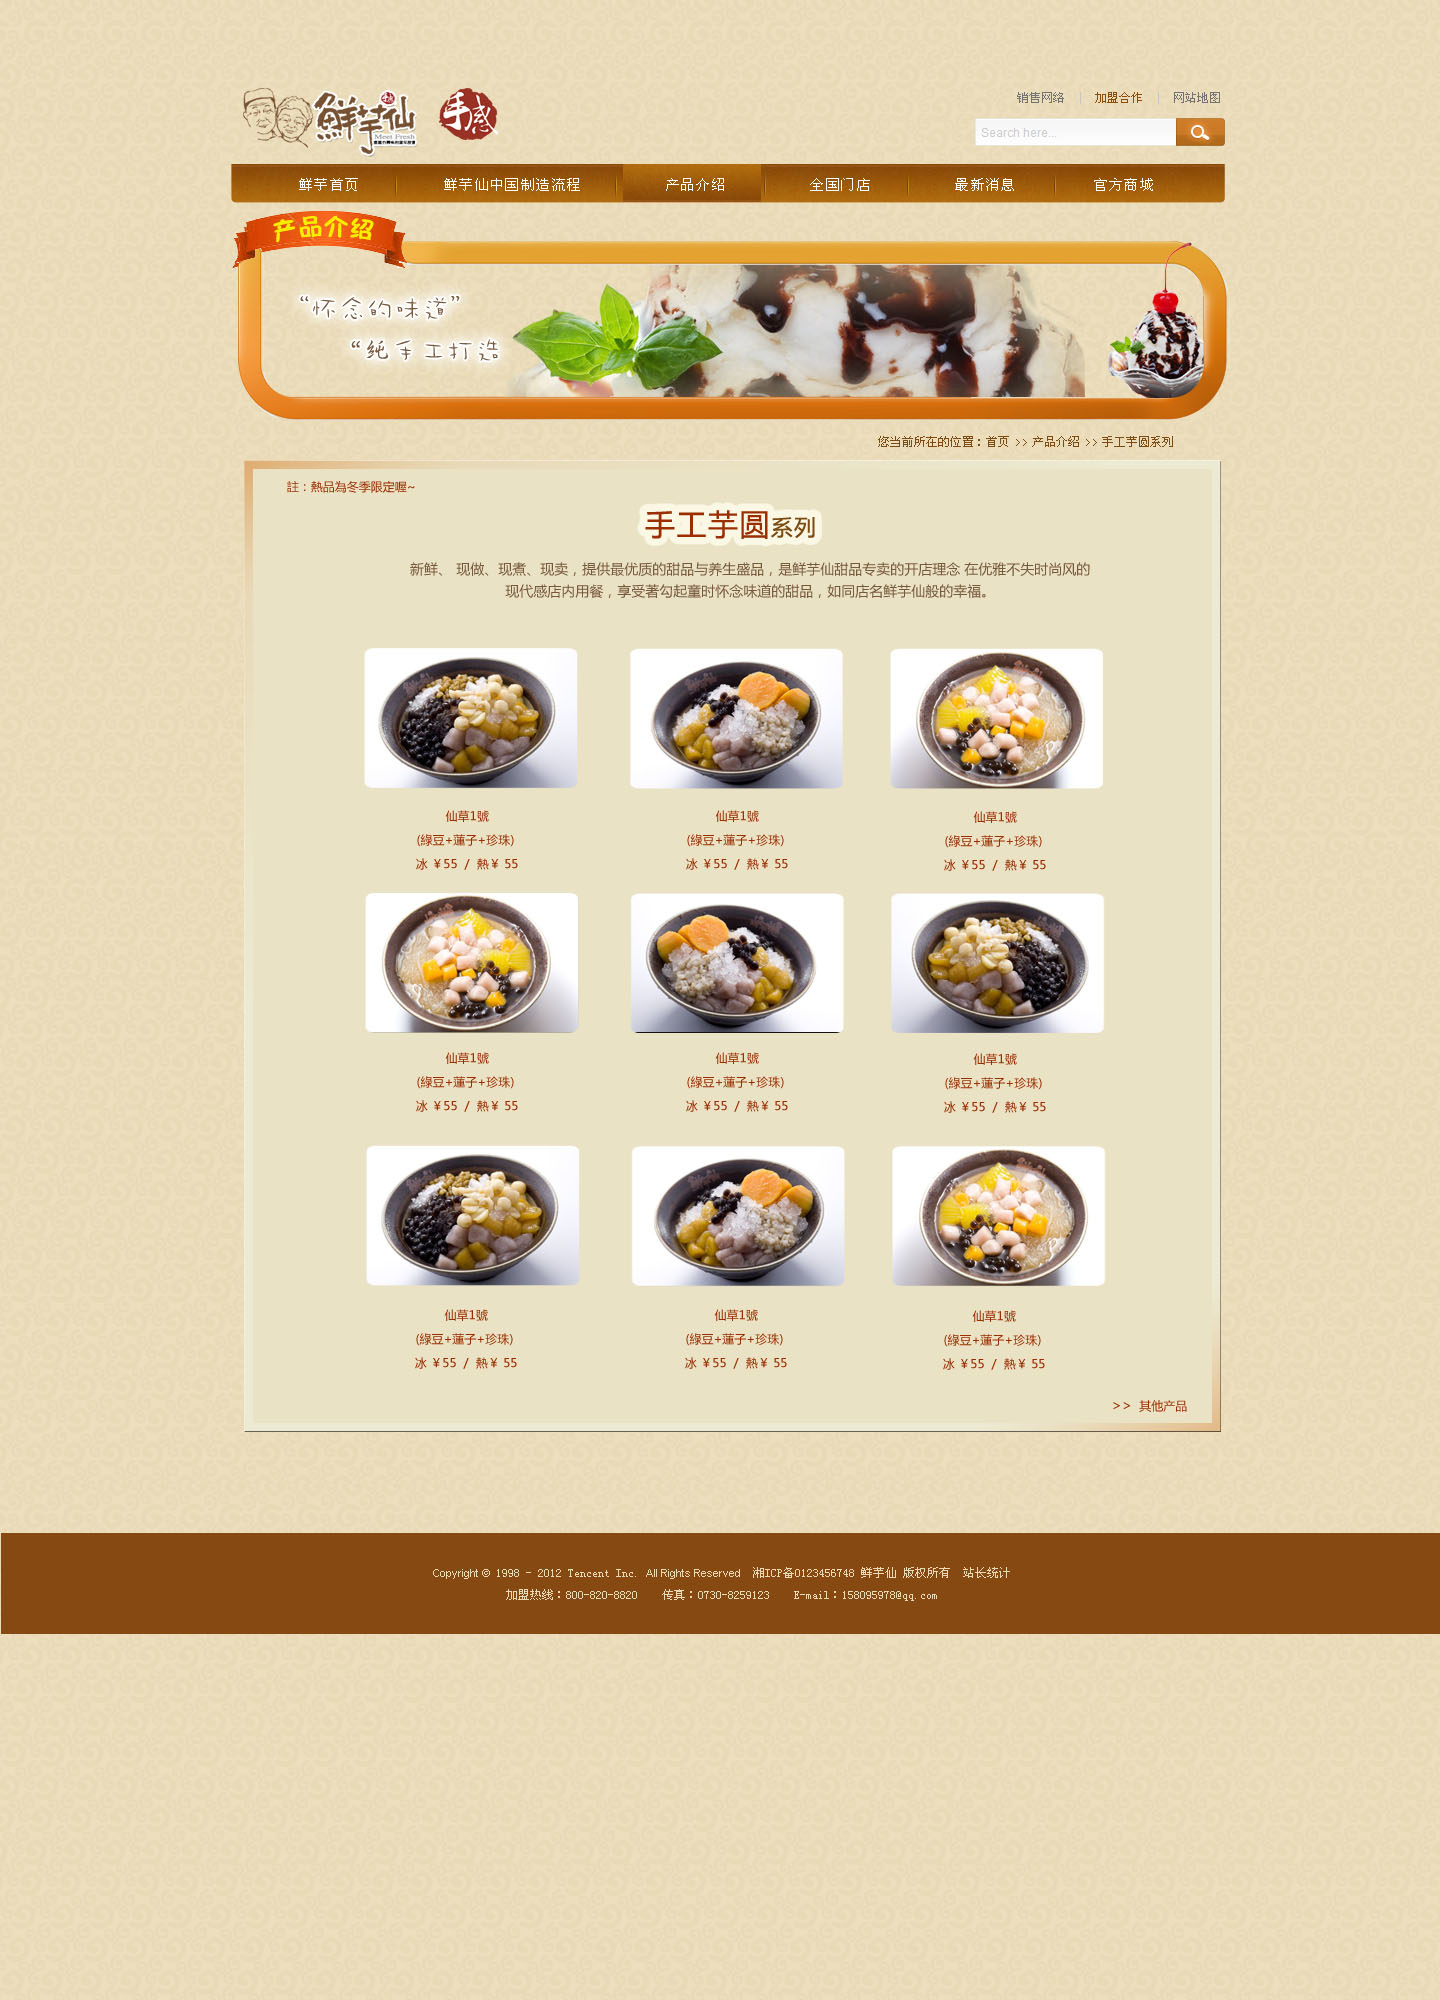 鮮芋仙
Meet Fresh
手感
销售网络 | 加盟合作 | 网站地图
Search here...
鲜芋首页 鲜芋仙中国制造流程 产品介绍 全国门店 最新消息 官方商城
产品介绍
“怀念的味道”
“纯手工打造
您当前所在的位置：首页 >> 产品介绍 >> 手工芋圆系列
註：熱品為冬季限定喔~
手工芋圆系列
新鲜、 现做、现煮、现卖，提供最优质的甜品与养生盛品，是鲜芋仙甜品专卖的开店理念 在优雅不失时尚风的
现代感店内用餐，享受著勾起童时怀念味道的甜品，如同店名鲜芋仙般的幸福。
仙草1號 仙草1號 仙草1號
(綠豆+蓮子+珍珠) (綠豆+蓮子+珍珠) (綠豆+蓮子+珍珠)
冰 ¥55 / 熱¥ 55 冰 ¥55 / 熱¥ 55 冰 ¥55 / 熱¥ 55
仙草1號 仙草1號 仙草1號
(綠豆+蓮子+珍珠) (綠豆+蓮子+珍珠) (綠豆+蓮子+珍珠)
冰 ¥55 / 熱¥ 55 冰 ¥55 / 熱¥ 55 冰 ¥55 / 熱¥ 55
仙草1號 仙草1號 仙草1號
(綠豆+蓮子+珍珠) (綠豆+蓮子+珍珠) (綠豆+蓮子+珍珠)
冰 ¥55 / 熱¥ 55 冰 ¥55 / 熱¥ 55 冰 ¥55 / 熱¥ 55
>> 其他产品
Copyright © 1998 - 2012 Tencent Inc. All Rights Reserved 湘ICP备0123456748 鲜芋仙 版权所有 站长统计
加盟热线：800-820-8820 传真：0730-8259123 E-mail：158095978@qq.com